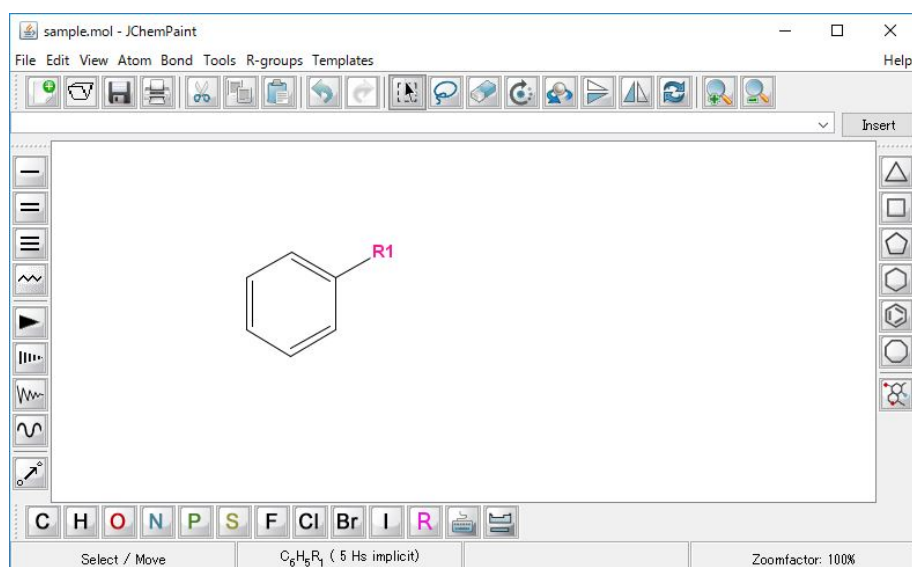 sample.mol - JChemPaint
File Edit View Atom Bond Tools R-groups Templates Help
Insert
R1
C H O N P S F Cl Br I R
Select / Move C6H5R1 ( 5 Hs implicit) Zoomfactor: 100%